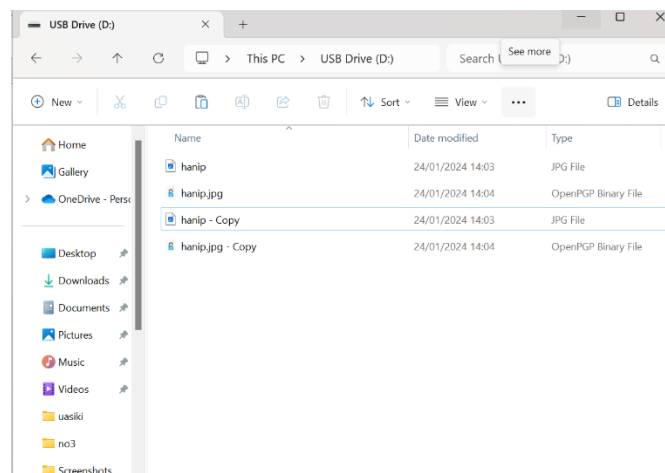 USB Drive (D:)
This PC > USB Drive (D:)
Search
See more
D:)
New
Sort
View
Details
Home
Gallery
OneDrive - Pers
Desktop
Downloads
Documents
Pictures
Music
Videos
uasiki
no3
Screenshots
Name Date modified Type
hanip 24/01/2024 14:03 JPG File
hanip.jpg 24/01/2024 14:04 OpenPGP Binary File
hanip - Copy 24/01/2024 14:03 JPG File
hanip.jpg - Copy 24/01/2024 14:04 OpenPGP Binary File